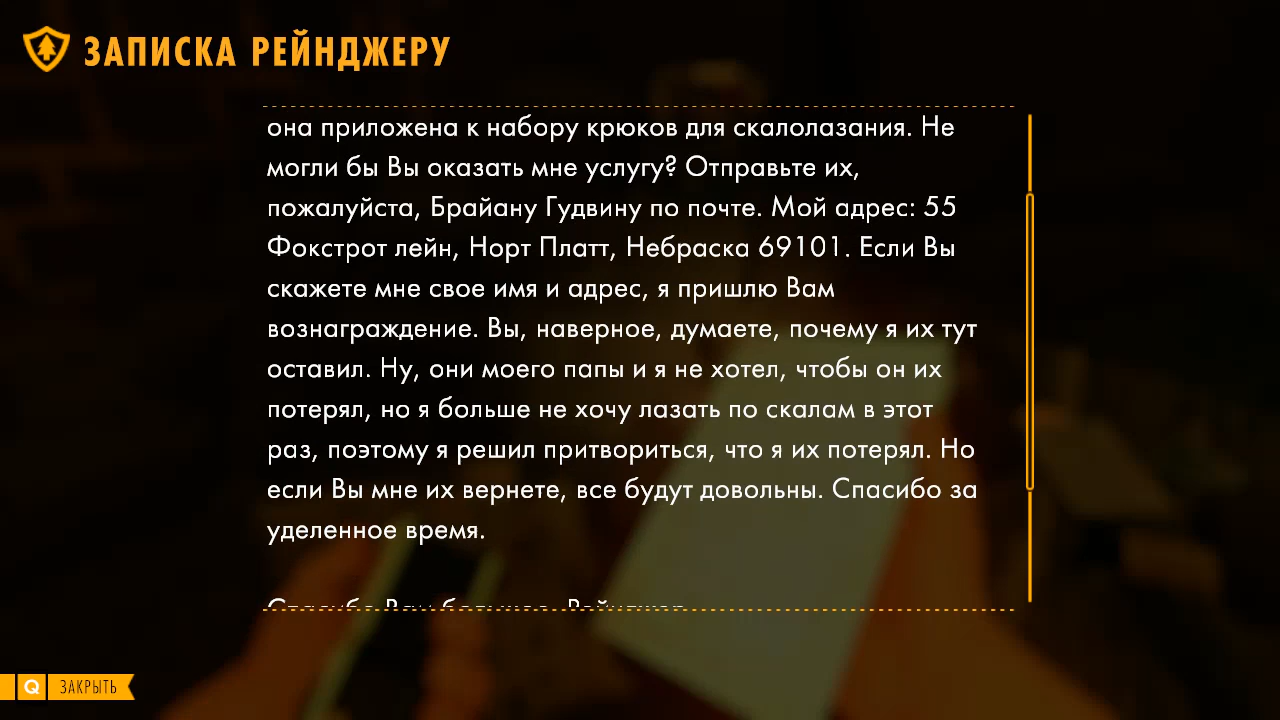 ЗАПИСКА РЕЙНДЖЕРУ
она приложена к набору крюков для скалолазания. Не
могли бы Вы оказать мне услугу? Отправьте их,
пожалуйста, Брайану Гудвину по почте. Мой адрес: 55
Фокстрот лейн, Норт Платт, Небраска 69101. Если Вы
скажете мне свое имя и адрес, я пришлю Вам
вознаграждение. Вы, наверное, думаете, почему я их тут
оставил. Ну, они моего папы и я не хотел, чтобы он их
потерял, но я больше не хочу лазать по скалам в этот
раз, поэтому я решил притвориться, что я их потерял. Но
если Вы мне их вернете, все будут довольны. Спасибо за
уделенное время.
Q ЗАКРЫТЬ